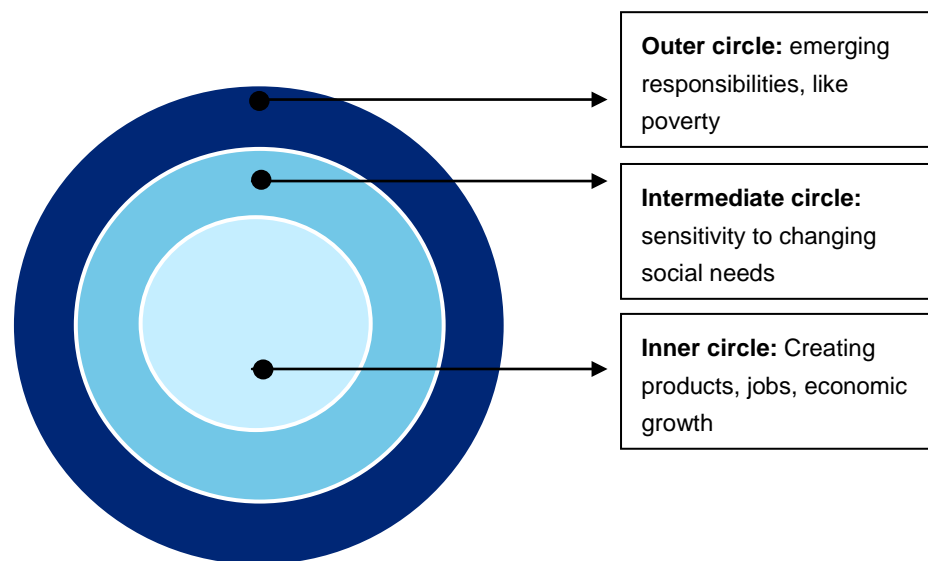 Outer circle: emerging
responsibilities, like
poverty
Intermediate circle:
sensitivity to changing
social needs
Inner circle: Creating
products, jobs, economic
growth